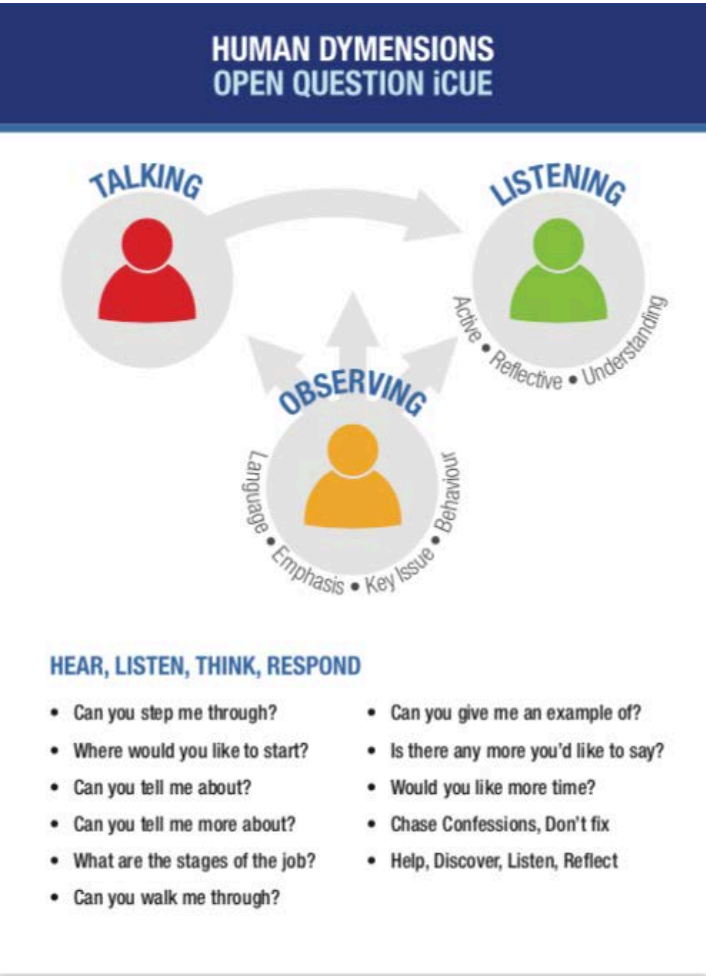 HUMAN DYMENSIONS
OPEN QUESTION iCUE
TALKING
LISTENING
Active • Reflective • Understanding
OBSERVING
Language • Emphasis • Key Issue • Behaviour
HEAR, LISTEN, THINK, RESPOND
• Can you step me through?
• Where would you like to start?
• Can you tell me about?
• Can you tell me more about?
• What are the stages of the job?
• Can you walk me through?
• Can you give me an example of?
• Is there any more you'd like to say?
• Would you like more time?
• Chase Confessions, Don't fix
• Help, Discover, Listen, Reflect